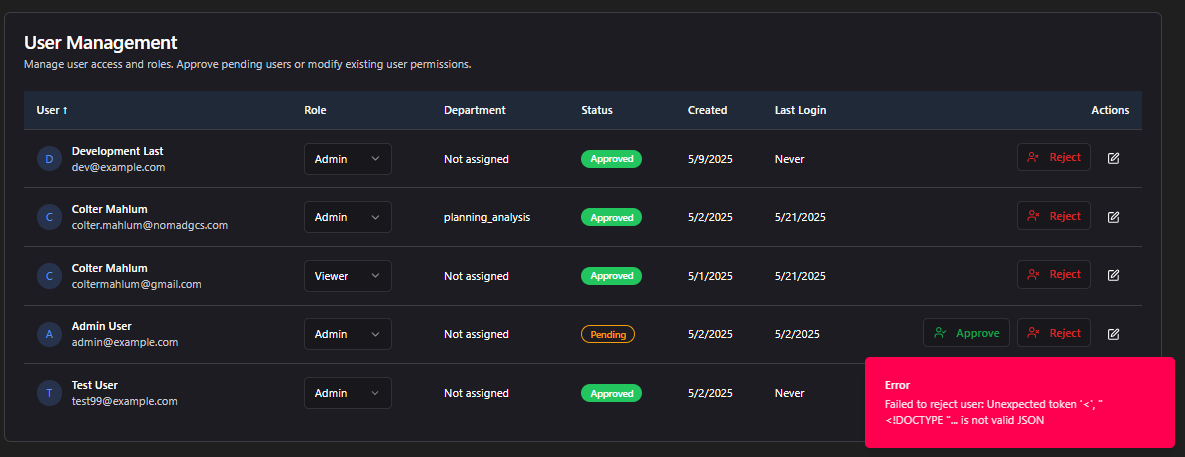 User Management
Manage user access and roles. Approve pending users or modify existing user permissions.
User ↑ Role Department Status Created Last Login Actions
D Development Last dev@example.com Admin Not assigned Approved 5/9/2025 Never Reject
C Colter Mahlum colter.mahlum@nomadgcs.com Admin planning_analysis Approved 5/2/2025 5/21/2025 Reject
C Colter Mahlum coltermahlum@gmail.com Viewer Not assigned Approved 5/1/2025 5/21/2025 Reject
A Admin User admin@example.com Admin Not assigned Pending 5/2/2025 5/2/2025 Approve Reject
T Test User test99@example.com Admin Not assigned Approved 5/2/2025 Never
Error
Failed to reject user: Unexpected token '<', "
<!DOCTYPE "... is not valid JSON